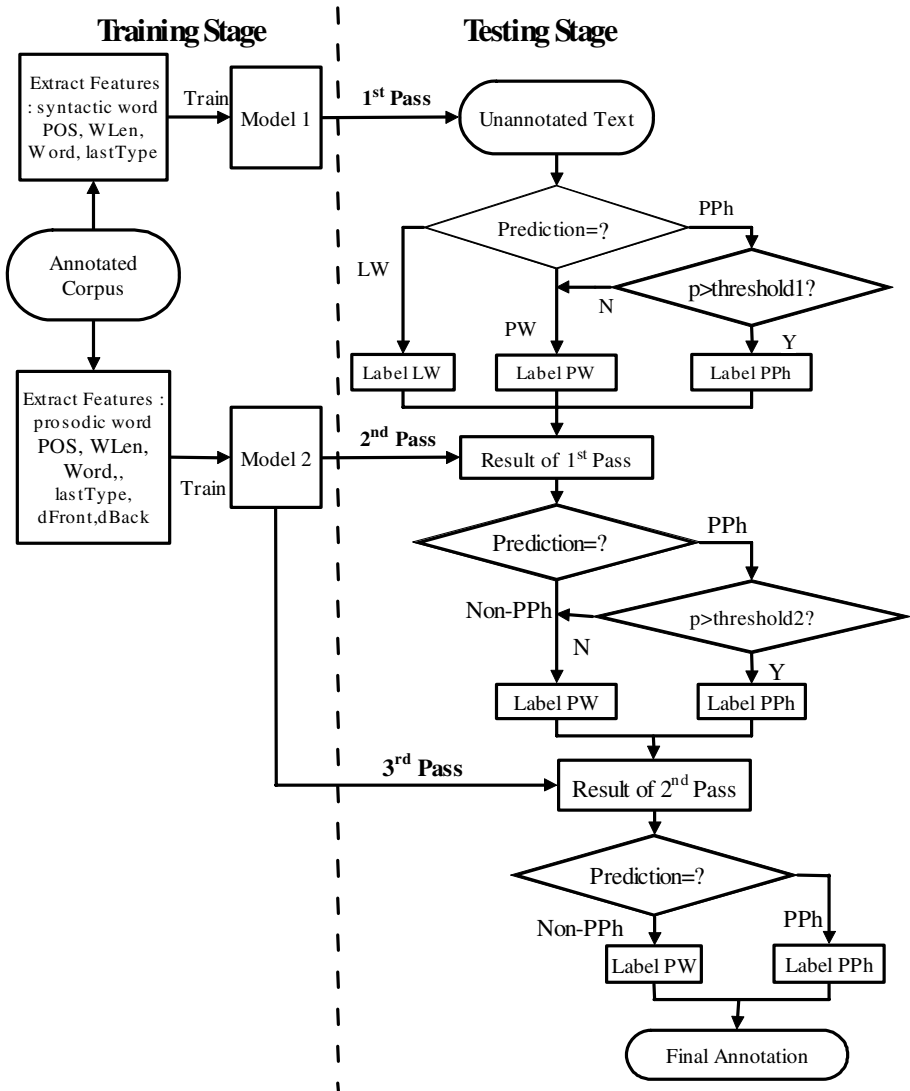 Training Stage
Testing Stage
Extract Features
: syntactic word
POS, WLen,
Word, lastType
Train
Model 1
1st Pass
Unannotated Text
Prediction=?
PPh
LW
Annotated
Corpus
p>threshold1?
N
PW
Y
Label LW
Label PW
Label PPh
Extract Features :
prosodic word
POS, WLen,
Word,,
lastType,
dFront,dBack
Train
Model 2
2nd Pass
Result of 1st Pass
Prediction=?
PPh
Non-PPh
p>threshold2?
N
Y
Label PW
Label PPh
3rd Pass
Result of 2nd Pass
Prediction=?
Non-PPh
PPh
Label PW
Label PPh
Final Annotation